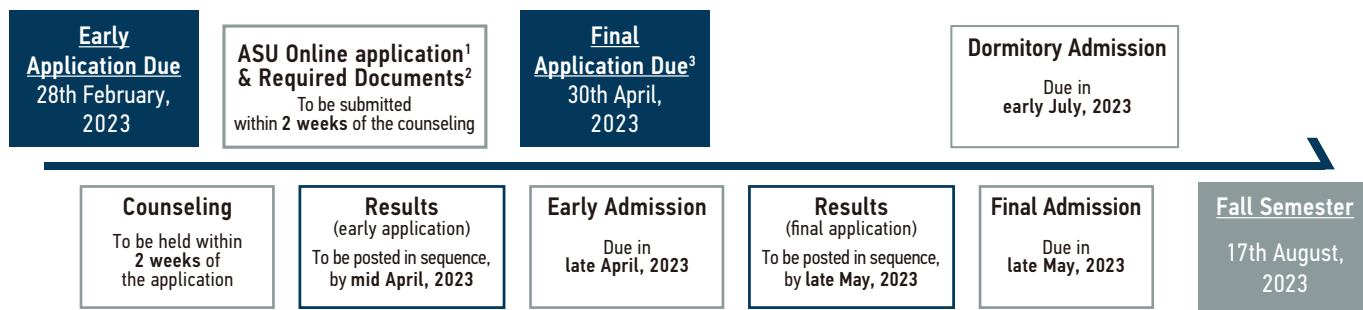 Early
Application Due
28th February,
2023
ASU Online application¹
& Required Documents²
To be submitted
within 2 weeks of the counseling
Final
Application Due³
30th April,
2023
Dormitory Admission
Due in
early July, 2023
Counseling
To be held within
2 weeks of
the application
Results
(early application)
To be posted in sequence,
by mid April, 2023
Early Admission
Due in
late April, 2023
Results
(final application)
To be posted in sequence,
by late May, 2023
Final Admission
Due in
late May, 2023
Fall Semester
17th August,
2023